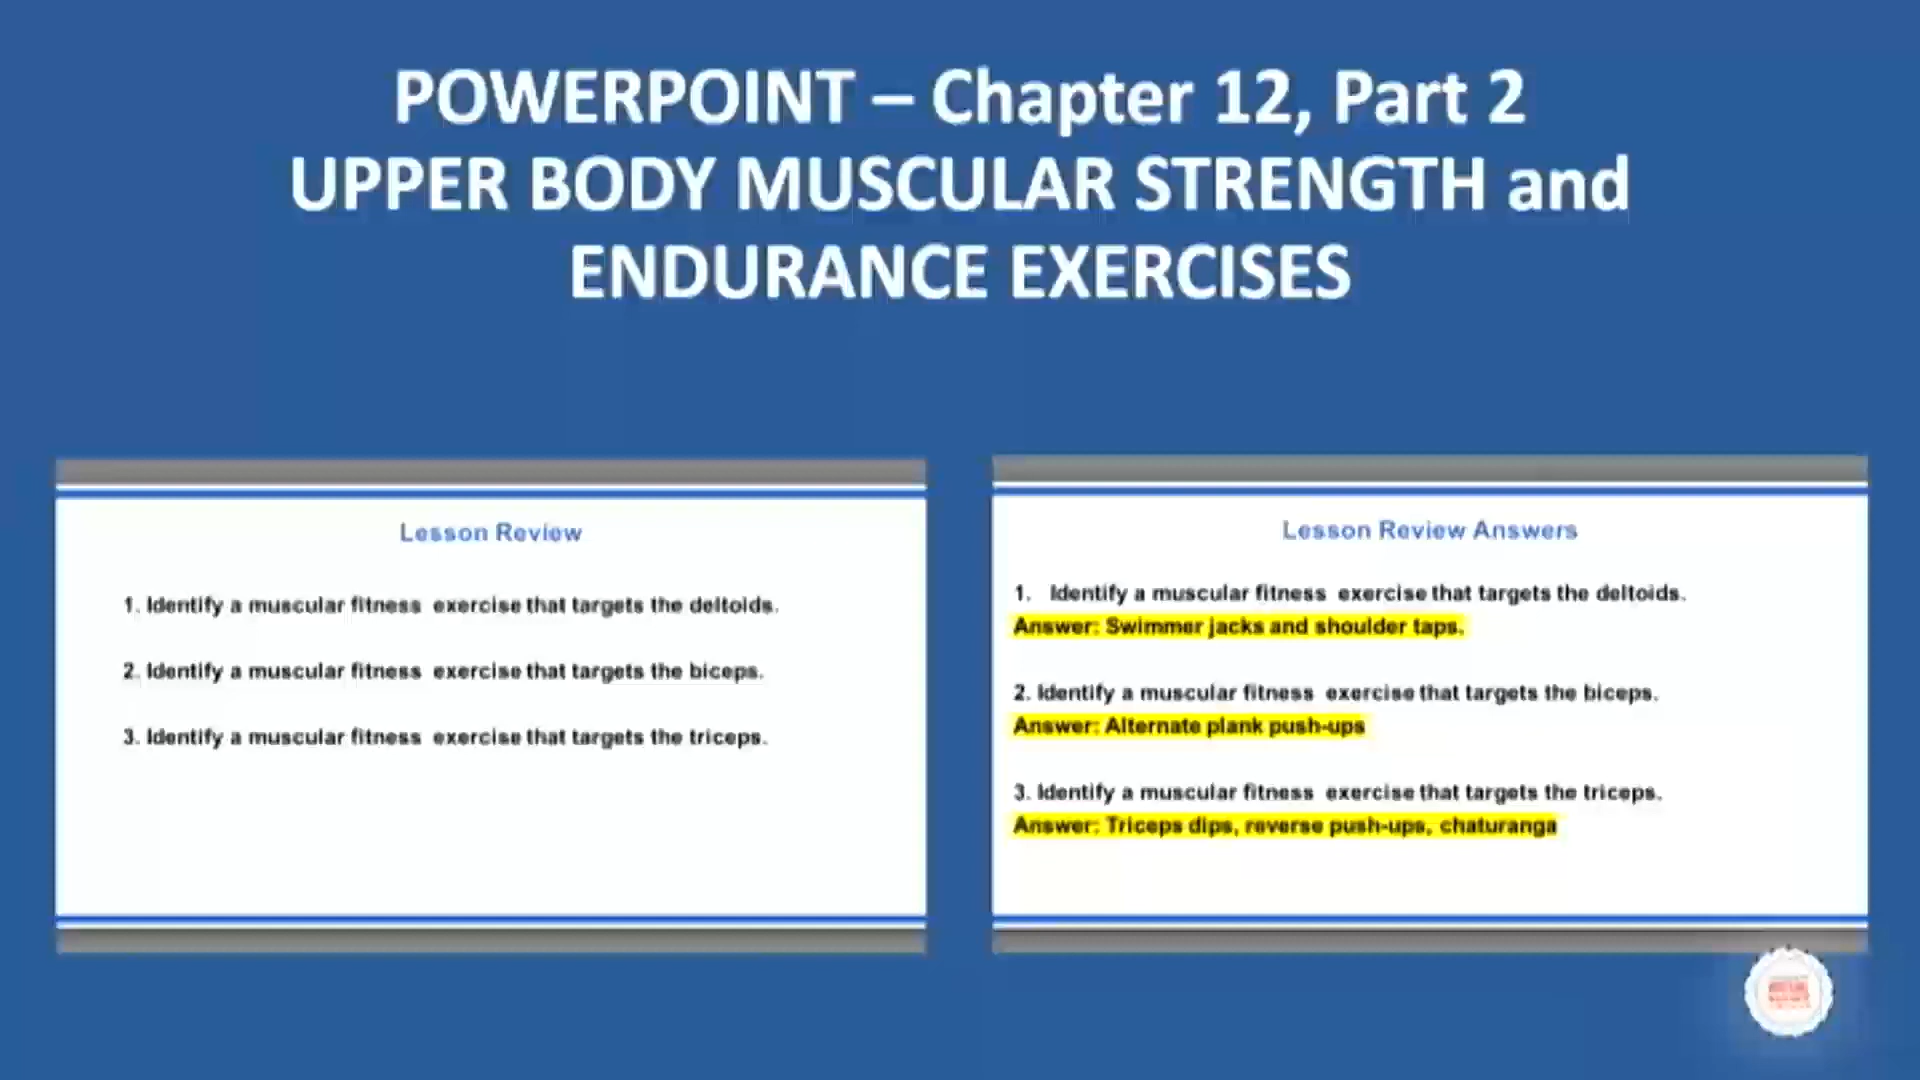 POWERPOINT – Chapter 12, Part 2
UPPER BODY MUSCULAR STRENGTH and
ENDURANCE EXERCISES
Lesson Review
1. Identify a muscular fitness exercise that targets the deltoids.
2. Identify a muscular fitness exercise that targets the biceps.
3. Identify a muscular fitness exercise that targets the triceps.
Lesson Review Answers
1. Identify a muscular fitness exercise that targets the deltoids.
Answer: Swimmer jacks and shoulder taps.
2. Identify a muscular fitness exercise that targets the biceps.
Answer: Alternate plank push-ups
3. Identify a muscular fitness exercise that targets the triceps.
Answer: Triceps dips, reverse push-ups, chaturanga